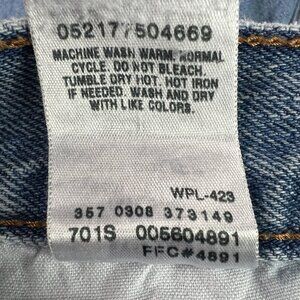 052177504669
MACHINE WASH WARM, NORMAL
CYCLE. DO NOT BLEACH.
TUMBLE DRY HOT. HOT IRON
IF NEEDED. WASH AND DRY
WITH LIKE COLORS.
WPL-423
357 0308 373149
701S 005604891
FFC#4891